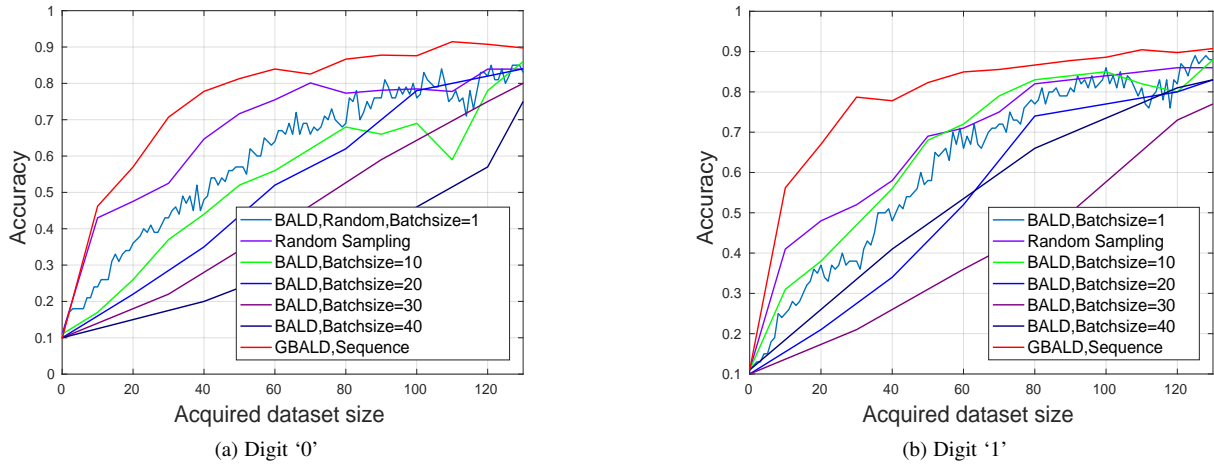 1
0.9
0.8
0.7
0.6
0.5
0.4
0.3
0.2
0.1
0
Accuracy
0 20 40 60 80 100 120
Acquired dataset size
BALD,Random,Batchsize=1
Random Sampling
BALD,Batchsize=10
BALD,Batchsize=20
BALD,Batchsize=30
BALD,Batchsize=40
GBALD,Sequence
(a) Digit ‘0’
1
0.9
0.8
0.7
0.6
0.5
0.4
0.3
0.2
0.1
Accuracy
0 20 40 60 80 100 120
Acquired dataset size
BALD,Batchsize=1
Random Sampling
BALD,Batchsize=10
BALD,Batchsize=20
BALD,Batchsize=30
BALD,Batchsize=40
GBALD,Sequence
(b) Digit ‘1’